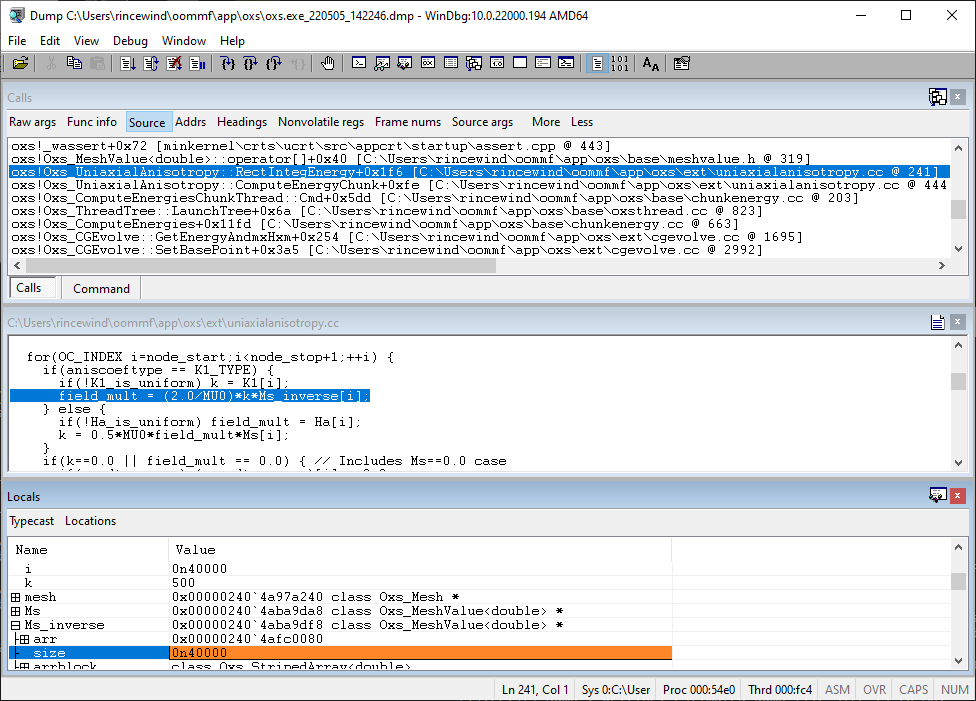 Dump C:\Users\rincewind\oommf\app\oxs\oxs.exe_220505_142246.dmp - WinDbg:10.0.22000.194 AMD64
File Edit View Debug Window Help
Calls
Raw args Func info Source Addrs Headings Nonvolatile regs Frame nums Source args More Less
oxs!_wassert+0x72 [minkernel\crts\ucrt\src\appcrt\startup\assert.cpp @ 443]
oxs!Oxs_MeshValue<double>::operator[]+0x40 [C:\Users\rincewind\oommf\app\oxs\base\meshvalue.h @ 319]
oxs!Oxs_UniaxialAnisotropy::RectIntegEnergy+0x1f6 [C:\Users\rincewind\oommf\app\oxs\ext\uniaxialanisotropy.cc @ 241]
oxs!Oxs_UniaxialAnisotropy::ComputeEnergyChunk+0xfe [C:\Users\rincewind\oommf\app\oxs\ext\uniaxialanisotropy.cc @ 444
oxs!Oxs_ComputeEnergiesChunkThread::Cmd+0x5dd [C:\Users\rincewind\oommf\app\oxs\base\chunkenergy.cc @ 203]
oxs!Oxs_ThreadTree::LaunchTree+0x6a [C:\Users\rincewind\oommf\app\oxs\base\oxsthread.cc @ 823]
oxs!Oxs_ComputeEnergies+0x11fd [C:\Users\rincewind\oommf\app\oxs\base\chunkenergy.cc @ 663]
oxs!Oxs_CGEvolve::GetEnergyAndmxHxm+0x254 [C:\Users\rincewind\oommf\app\oxs\ext\cgevolve.cc @ 1695]
oxs!Oxs_CGEvolve::SetBasePoint+0x3a5 [C:\Users\rincewind\oommf\app\oxs\ext\cgevolve.cc @ 2992]
Calls Command
C:\Users\rincewind\oommf\app\oxs\ext\uniaxialanisotropy.cc
for(OC_INDEX i=node_start;i<node_stop+1;++i) {
if(aniscoeftype == K1_TYPE) {
if(!K1_is_uniform) k = K1[i];
field_mult = (2.0/MU0)*k*Ms_inverse[i];
} else {
if(!Ha_is_uniform) field_mult = Ha[i];
k = 0.5*MU0*field_mult*Ms[i];
}
if(k==0.0 || field_mult == 0.0) { // Includes Ms==0.0 case
Locals
Typecast Locations
Name Value
i 0n40000
k 500
mesh 0x00000240`4a97a240 class Oxs_Mesh *
Ms 0x00000240`4aba9da8 class Oxs_MeshValue<double> *
Ms_inverse 0x00000240`4aba9df8 class Oxs_MeshValue<double> *
arr 0x00000240`4afc0080
size 0n40000
arrblock class Oxs_StripedArray<double>
Ln 241, Col 1 Sys 0:C:\User Proc 000:54e0 Thrd 000:fc4 ASM OVR CAPS NUM